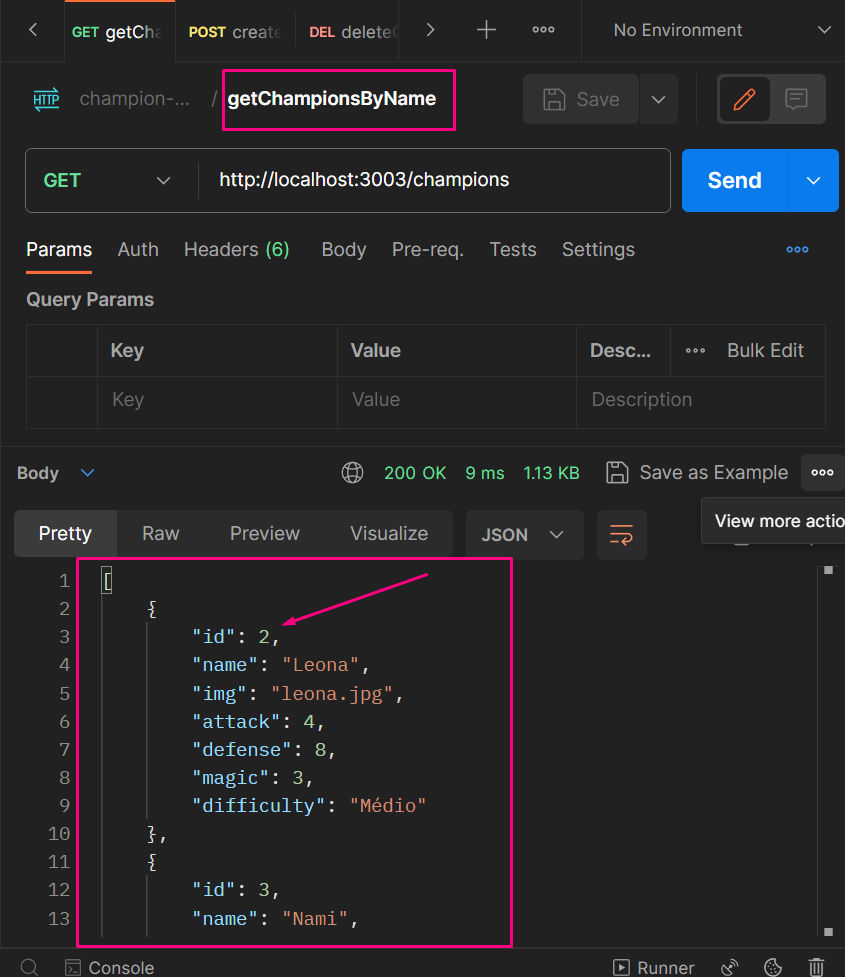 GET getCha
POST create
DEL delete
No Environment
HTTP champion-... / getChampionsByName
Save
GET http://localhost:3003/champions
Send
Params Auth Headers (6) Body Pre-req. Tests Settings
Query Params
Key Value Desc... Bulk Edit
Key Value Description
Body 200 OK 9 ms 1.13 KB Save as Example
View more actio
Pretty Raw Preview Visualize JSON
1 [
2 {
3 "id": 2,
4 "name": "Leona",
5 "img": "leona.jpg",
6 "attack": 4,
7 "defense": 8,
8 "magic": 3,
9 "difficulty": "Médio"
10 },
11 {
12 "id": 3,
13 "name": "Nami",
Console Runner